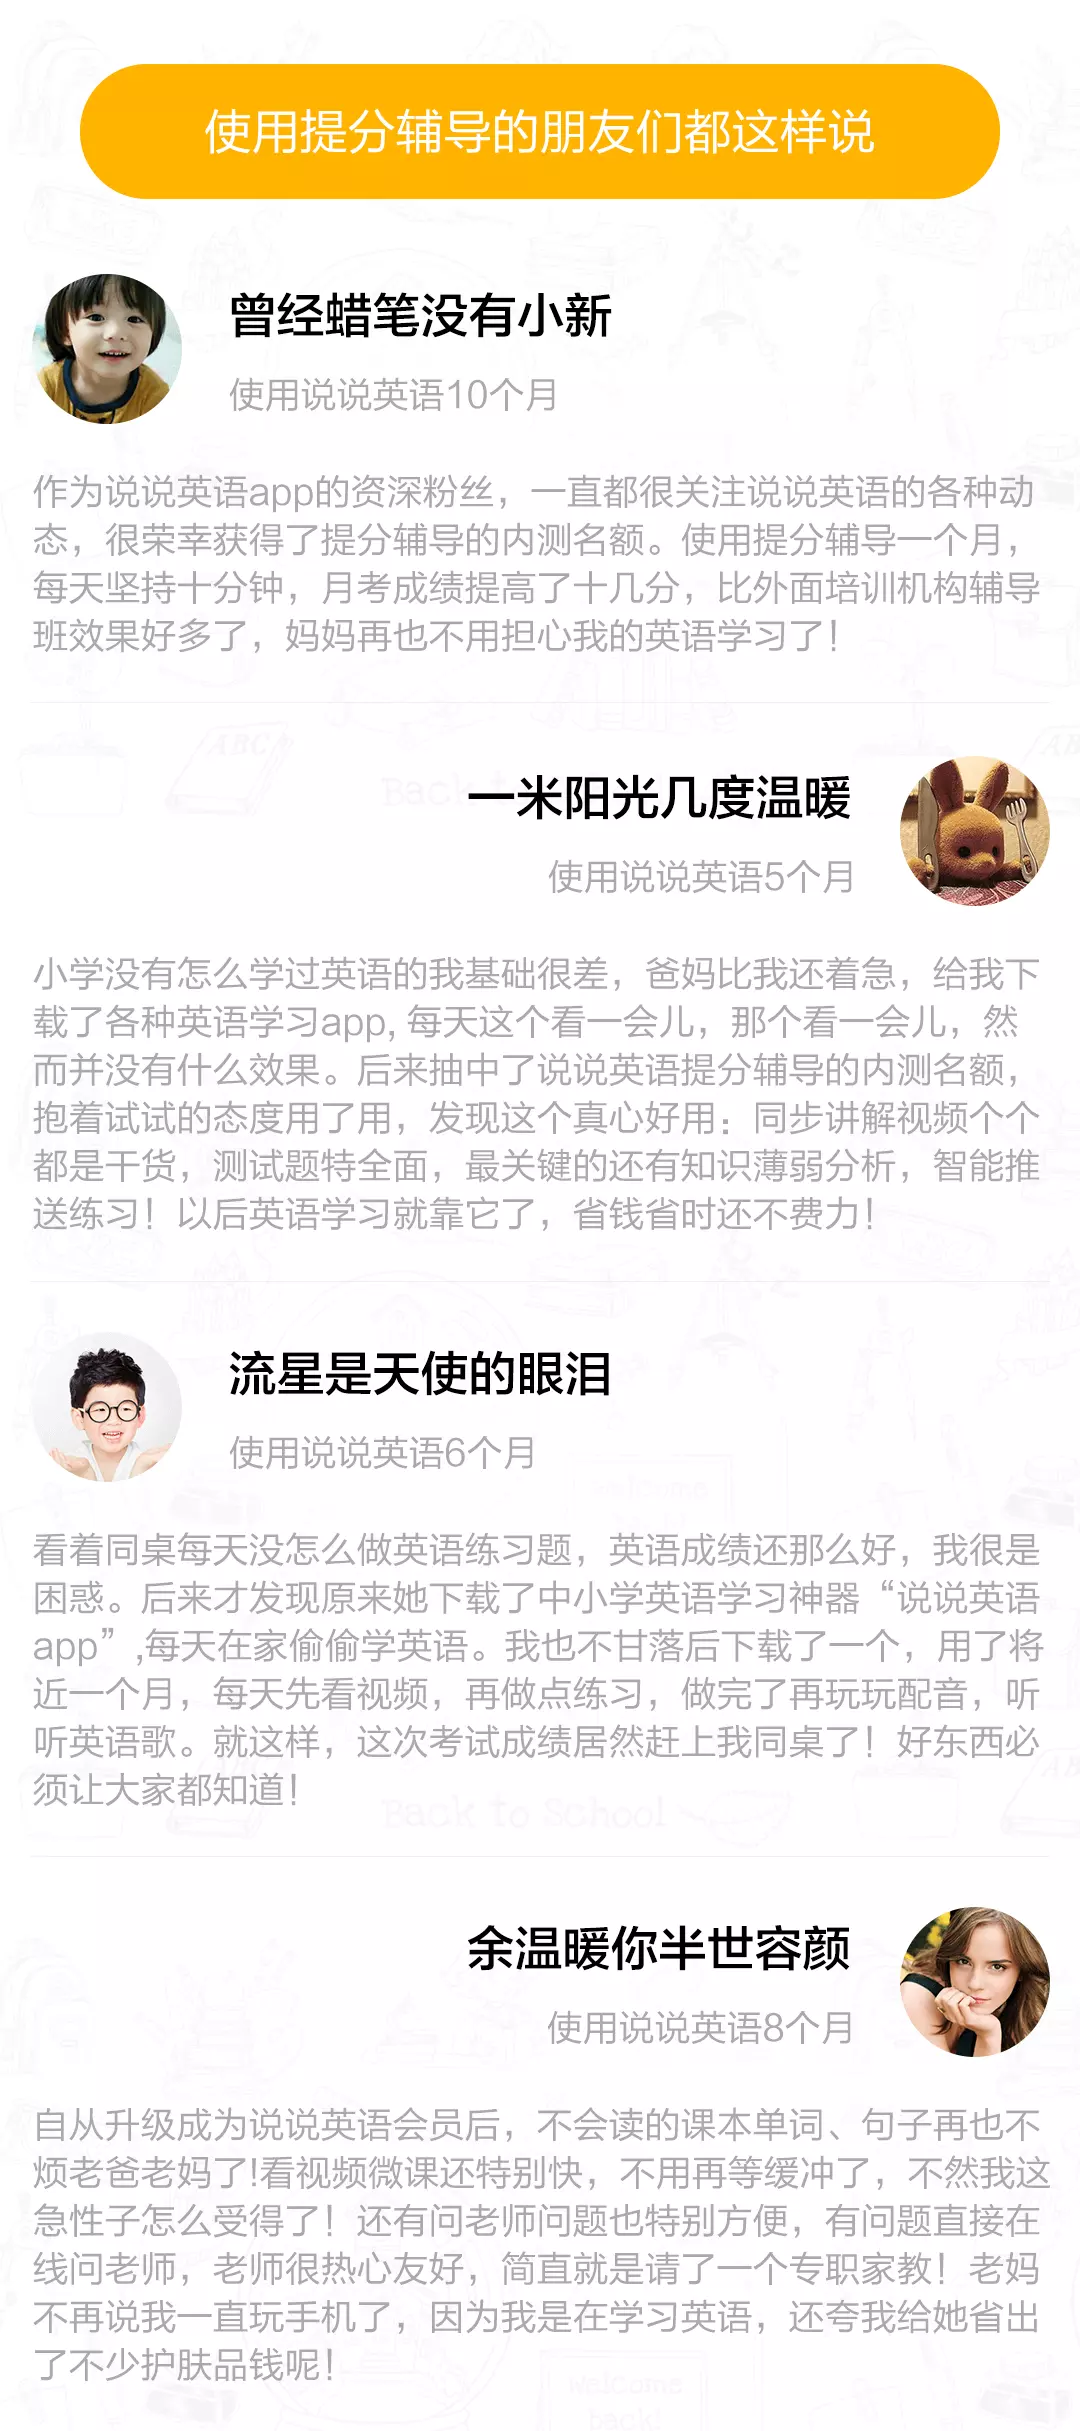 使用提分辅导的朋友们都这样说
曾经蜡笔没有小新
使用说说英语10个月
作为说说英语app的资深粉丝，一直都很关注说说英语的各种动
态，很荣幸获得了提分辅导的内测名额。使用提分辅导一个月，
每天坚持十分钟，月考成绩提高了十几分，比外面培训机构辅导
班效果好多了，妈妈再也不用担心我的英语学习了！
ABC
Back t
一米阳光几度温暖
使用说说英语5个月
小学没有怎么学过英语的我基础很差，爸妈比我还着急，给我下
载了各种英语学习app, 每天这个看一会儿，那个看一会儿，然
而并没有什么效果。后来抽中了说说英语提分辅导的内测名额，
抱着试试的态度用了用，发现这个真心好用：同步讲解视频个个
都是干货，测试题特全面，最关键的还有知识薄弱分析，智能推
送练习！以后英语学习就靠它了，省钱省时还不费力！
流星是天使的眼泪
使用说说英语6个月
welcome
看着同桌每天没怎么做英语练习题，英语成绩还那么好，我很是
困惑。后来才发现原来她下载了中小学英语学习神器“说说英语
app”,每天在家偷偷学英语。我也不甘落后下载了一个，用了将
近一个月，每天先看视频，再做点练习，做完了再玩玩配音，听
听英语歌。就这样，这次考试成绩居然赶上我同桌了！好东西必
须让大家都知道！
Back to School
余温暖你半世容颜
使用说说英语8个月
自从升级成为说说英语会员后，不会读的课本单词、句子再也不
烦老爸老妈了!看视频微课还特别快，不用再等缓冲了，不然我这
急性子怎么受得了！还有问老师问题也特别方便，有问题直接在
线问老师，老师很热心友好，简直就是请了一个专职家教！老妈
不再说我一直玩手机了，因为我是在学习英语，还夸我给她省出
了不少护肤品钱呢！
welcome
back!